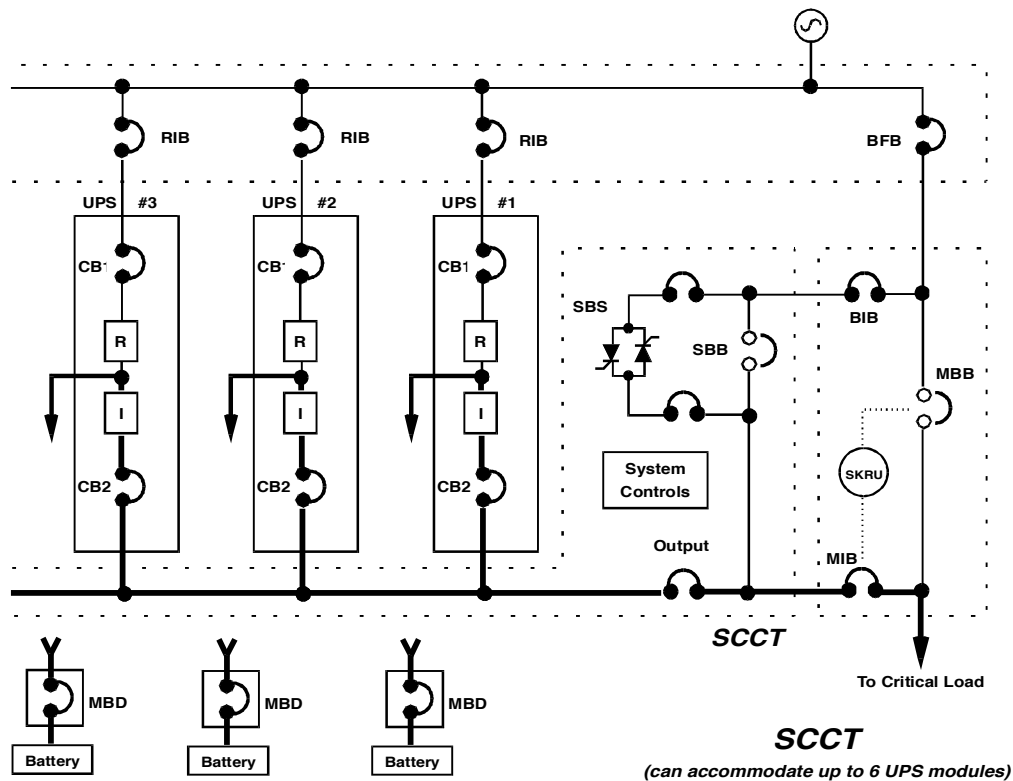 RIB
RIB
RIB
BFB
UPS #3
UPS #2
UPS #1
CB1
CB1
SBS
R
R
R
SBB
BIB
MBB
I
I
I
SKRU
System
Controls
CB2
CB2
CB2
Output
MIB
SCCT
MBD
MBD
MBD
To Critical Load
Battery
Battery
Battery
SCCT
(can accommodate up to 6 UPS modules)